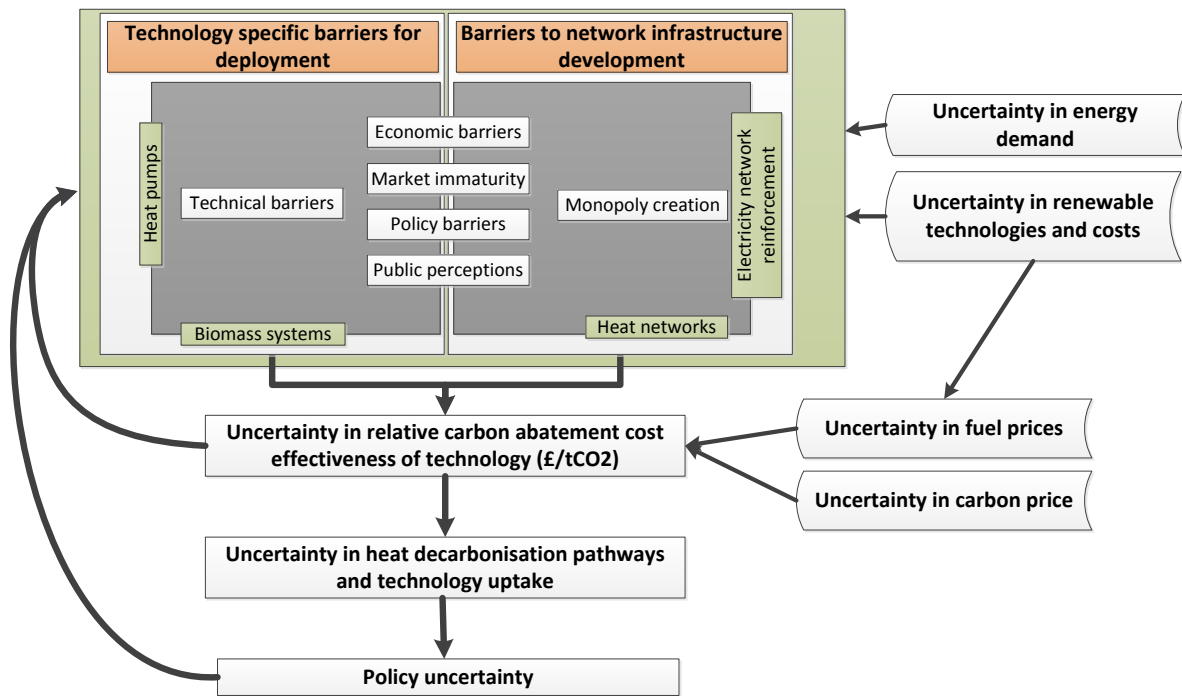 Technology specific barriers for
deployment
Barriers to network infrastructure
development
Heat pumps
Technical barriers
Biomass systems
Economic barriers
Market immaturity
Policy barriers
Public perceptions
Monopoly creation
Electricity network
reinforcement
Heat networks
Uncertainty in energy
demand
Uncertainty in renewable
technologies and costs
Uncertainty in relative carbon abatement cost
effectiveness of technology (£/tCO2)
Uncertainty in fuel prices
Uncertainty in carbon price
Uncertainty in heat decarbonisation pathways
and technology uptake
Policy uncertainty